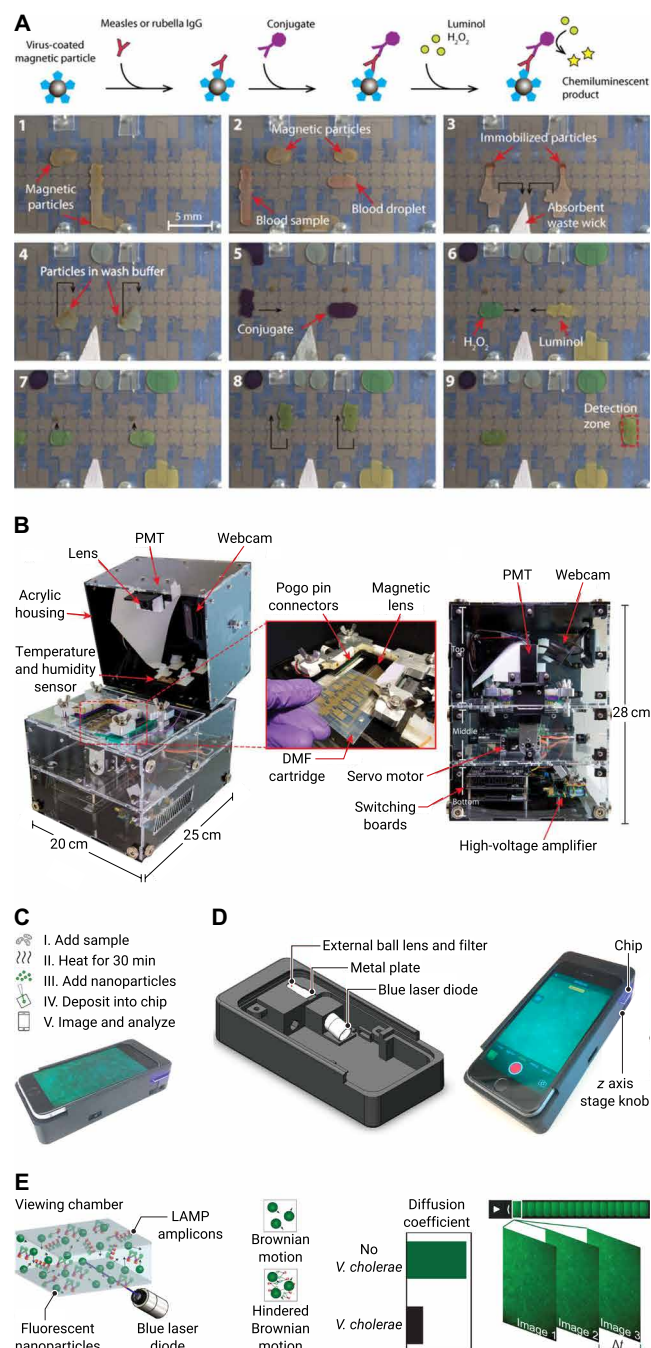 A
Measles or rubella IgG
Conjugate
Luminol
H2O2
Virus-coated
magnetic particle
Chemiluminescent
product
1
Magnetic
particles
5 mm
2
Magnetic particles
Blood sample
Blood droplet
3
Immobilized particles
Absorbent
waste wick
4
Particles in wash buffer
5
Conjugate
6
H2O2
Luminol
7
8
9
Detection
zone
B
PMT
Lens
Webcam
Acrylic
housing
Temperature
and humidity
sensor
Pogo pin
connectors
Magnetic
lens
DMF
cartridge
20 cm
25 cm
PMT
Webcam
Top
Middle
Bottom
28 cm
Servo motor
Switching
boards
High-voltage amplifier
C
I. Add sample
II. Heat for 30 min
III. Add nanoparticles
IV. Deposit into chip
V. Image and analyze
D
External ball lens and filter
Metal plate
Blue laser diode
Chip
z axis
stage knob
E
Viewing chamber
LAMP
amplicons
Fluorescent
nanoparticles
Blue laser
diode
Brownian
motion
Hindered
Brownian
motion
Diffusion
coefficient
No
V. cholerae
V. cholerae
Image 1
Image 2
Image 3
Δt